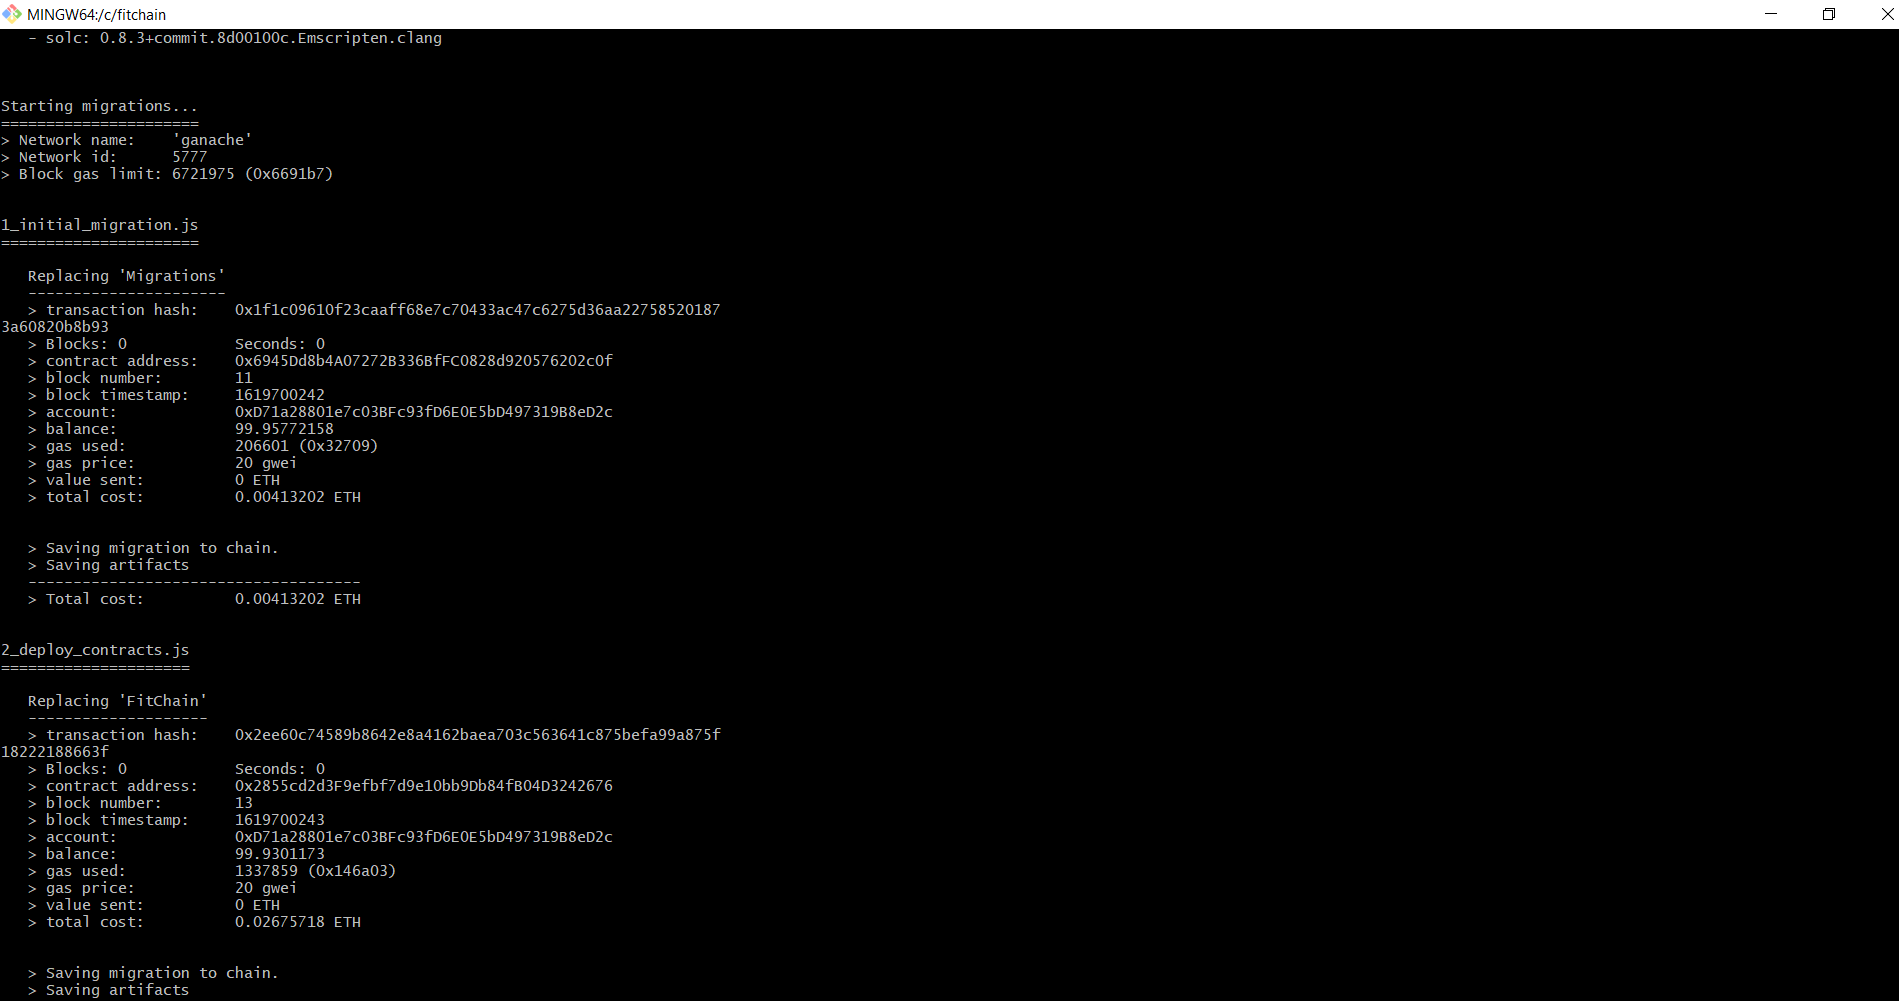 MINGW64:/c/fitchain
- solc: 0.8.3+commit.8d00100c.Emscripten.clang
Starting migrations...
======================
> Network name:    'ganache'
> Network id:      5777
> Block gas limit: 6721975 (0x6691b7)
1_initial_migration.js
======================
Replacing 'Migrations'
----------------------
> transaction hash:    0x1f1c09610f23caaff68e7c70433ac47c6275d36aa22758520187
3a60820b8b93
> Blocks: 0            Seconds: 0
> contract address:    0x6945Dd8b4A07272B336BfFC0828d920576202c0f
> block number:        11
> block timestamp:     1619700242
> account:             0xD71a28801e7c03BFc93fD6E0E5bD497319B8eD2c
> balance:             99.95772158
> gas used:            206601 (0x32709)
> gas price:           20 gwei
> value sent:          0 ETH
> total cost:          0.00413202 ETH
> Saving migration to chain.
> Saving artifacts
-------------------------------------
> Total cost:          0.00413202 ETH
2_deploy_contracts.js
=====================
Replacing 'FitChain'
--------------------
> transaction hash:    0x2ee60c74589b8642e8a4162baea703c563641c875befa99a875f
18222188663f
> Blocks: 0            Seconds: 0
> contract address:    0x2855cd2d3F9efbf7d9e10bb9Db84fB04D3242676
> block number:        13
> block timestamp:     1619700243
> account:             0xD71a28801e7c03BFc93fD6E0E5bD497319B8eD2c
> balance:             99.9301173
> gas used:            1337859 (0x146a03)
> gas price:           20 gwei
> value sent:          0 ETH
> total cost:          0.02675718 ETH
> Saving migration to chain.
> Saving artifacts